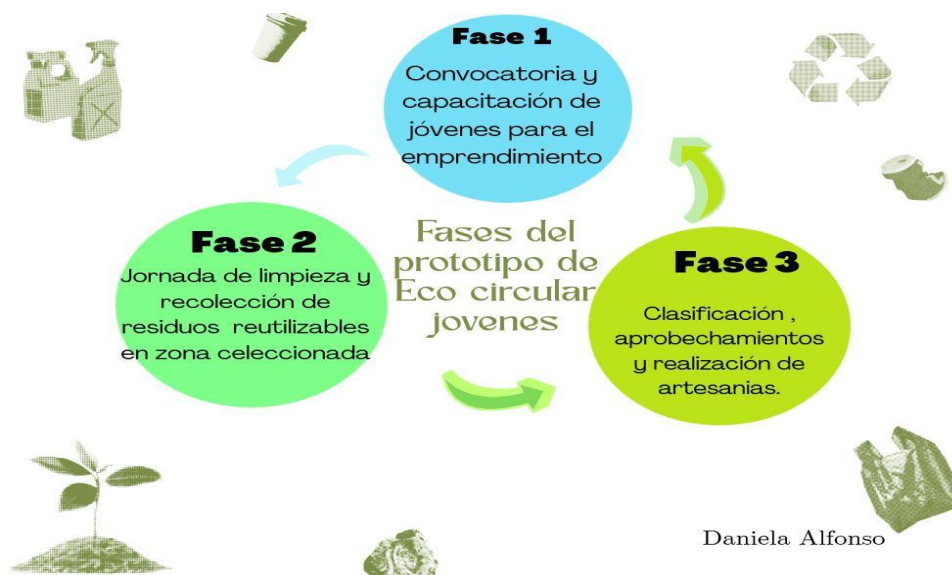 Fase 1
Convocatoria y
capacitación de
jóvenes para el
emprendimiento
Fase 2
Jornada de limpieza y
recolección de
residuos reutilizables
en zona celeccionada
Fases del
prototipo de
Eco circular
jovenes
Fase 3
Clasificación ,
aprobechamientos
y realización de
artesanias.
Daniela Alfonso